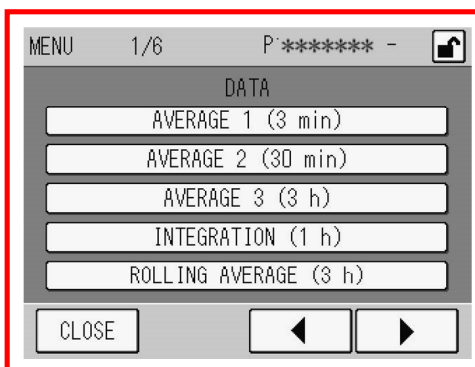 MENU 1/6 P ******* -
DATA
AVERAGE 1 (3 min)
AVERAGE 2 (30 min)
AVERAGE 3 (3 h)
INTEGRATION (1 h)
ROLLING AVERAGE (3 h)
CLOSE